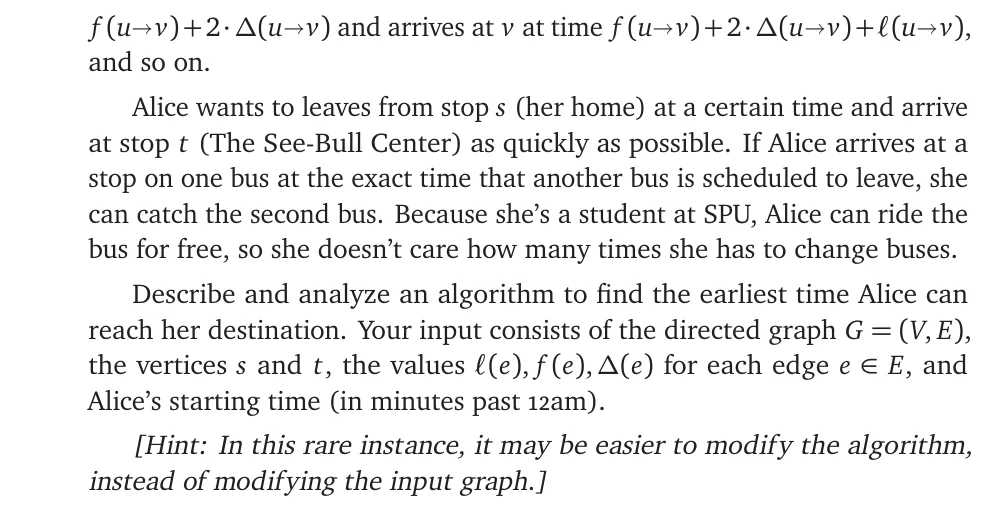 f(u→v)+2·Δ(u→v) and arrives at v at time f(u→v)+2·Δ(u→v)+ℓ(u→v),
and so on.
Alice wants to leaves from stop s (her home) at a certain time and arrive
at stop t (The See-Bull Center) as quickly as possible. If Alice arrives at a
stop on one bus at the exact time that another bus is scheduled to leave, she
can catch the second bus. Because she’s a student at SPU, Alice can ride the
bus for free, so she doesn’t care how many times she has to change buses.
Describe and analyze an algorithm to find the earliest time Alice can
reach her destination. Your input consists of the directed graph G = (V, E),
the vertices s and t, the values ℓ(e), f(e), Δ(e) for each edge e ∈ E, and
Alice’s starting time (in minutes past 12am).
[Hint: In this rare instance, it may be easier to modify the algorithm,
instead of modifying the input graph.]